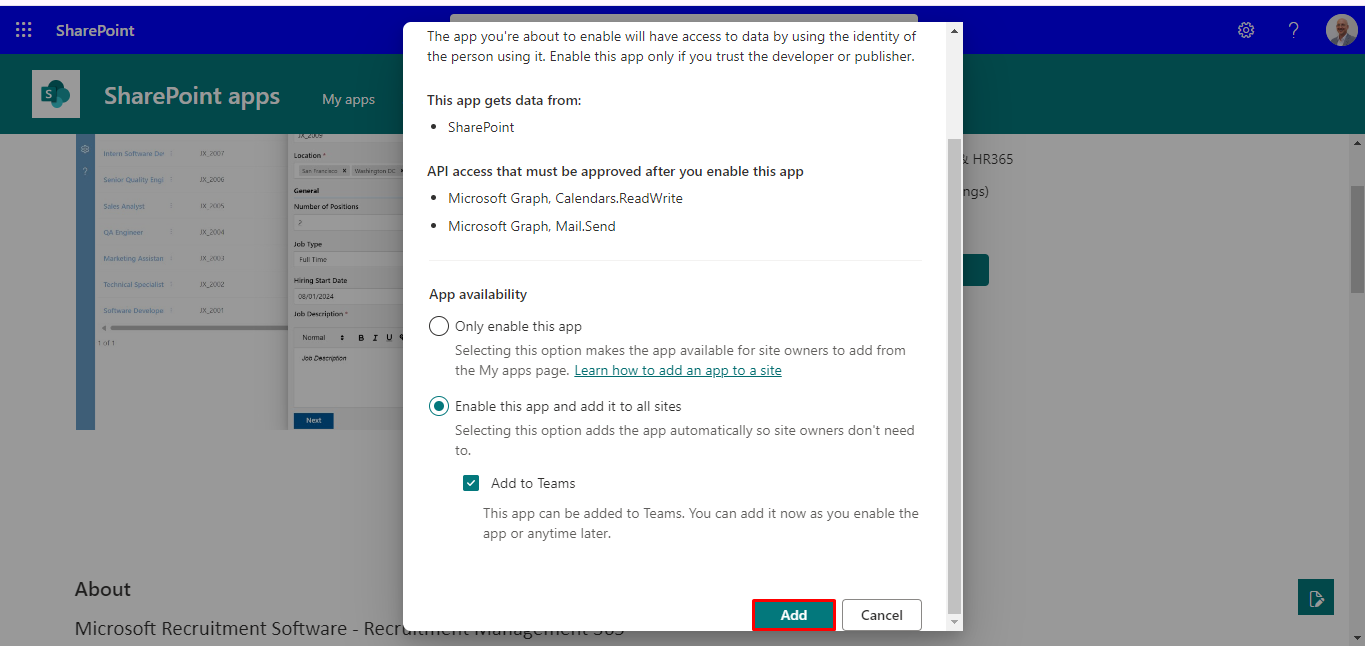 SharePoint
?
SharePoint apps
My apps
The app you're about to enable will have access to data by using the identity of
the person using it. Enable this app only if you trust the developer or publisher.
This app gets data from:
• SharePoint
API access that must be approved after you enable this app
• Microsoft Graph, Calendars.ReadWrite
• Microsoft Graph, Mail.Send
App availability
Only enable this app
Selecting this option makes the app available for site owners to add from
the My apps page. Learn how to add an app to a site
Enable this app and add it to all sites
Selecting this option adds the app automatically so site owners don't need
to.
Add to Teams
This app can be added to Teams. You can add it now as you enable the
app or anytime later.
Add
Cancel
?
Intern Software Der JX_2007
Senior Quality Engi JX_2006
Sales Analyst JX_2005
QA Engineer JX_2004
Marketing Assistan JX_2003
Technical Specialist JX_2002
Software Develope JX_2001
1 of 1
JX_2009
Location *
San Francisco × Washington DC ×
General
Number of Positions
2
Job Type
Full Time
Hiring Start Date
08/01/2024
Job Description *
Normal B I U
Job Description
Next
& HR365
ngs)
About
Microsoft Recruitment Software - Recruitment Management 365